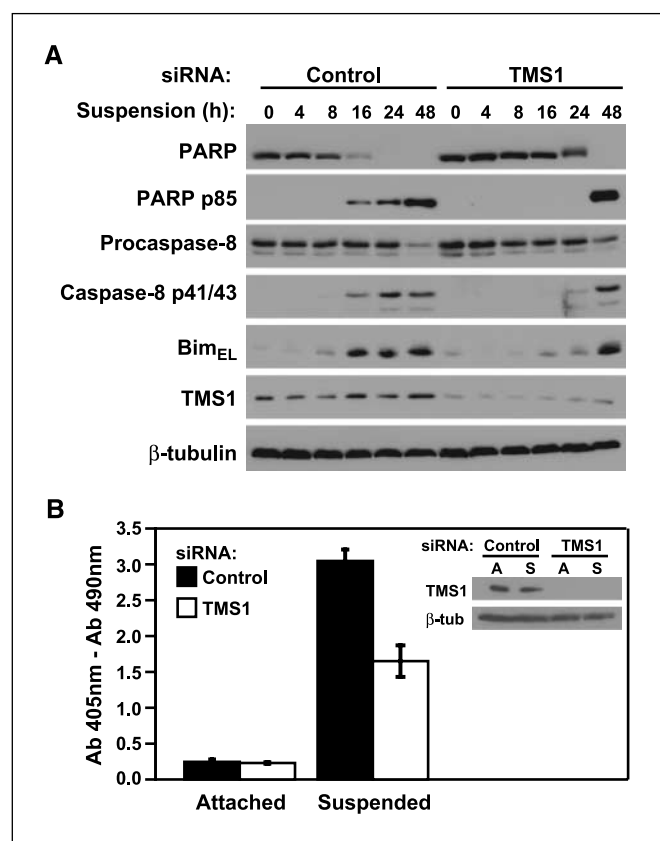 A
siRNA: Control TMS1
Suspension (h): 0 4 8 16 24 48 0 4 8 16 24 48
PARP
PARP p85
Procaspase-8
Caspase-8 p41/43
BimEL
TMS1
β-tubulin
B
siRNA:
Control
TMS1
siRNA: Control TMS1
A S A S
TMS1
β-tub
Ab 405nm - Ab 490nm
3.5
3.0
2.5
2.0
1.5
1.0
0.5
0.0
Attached Suspended